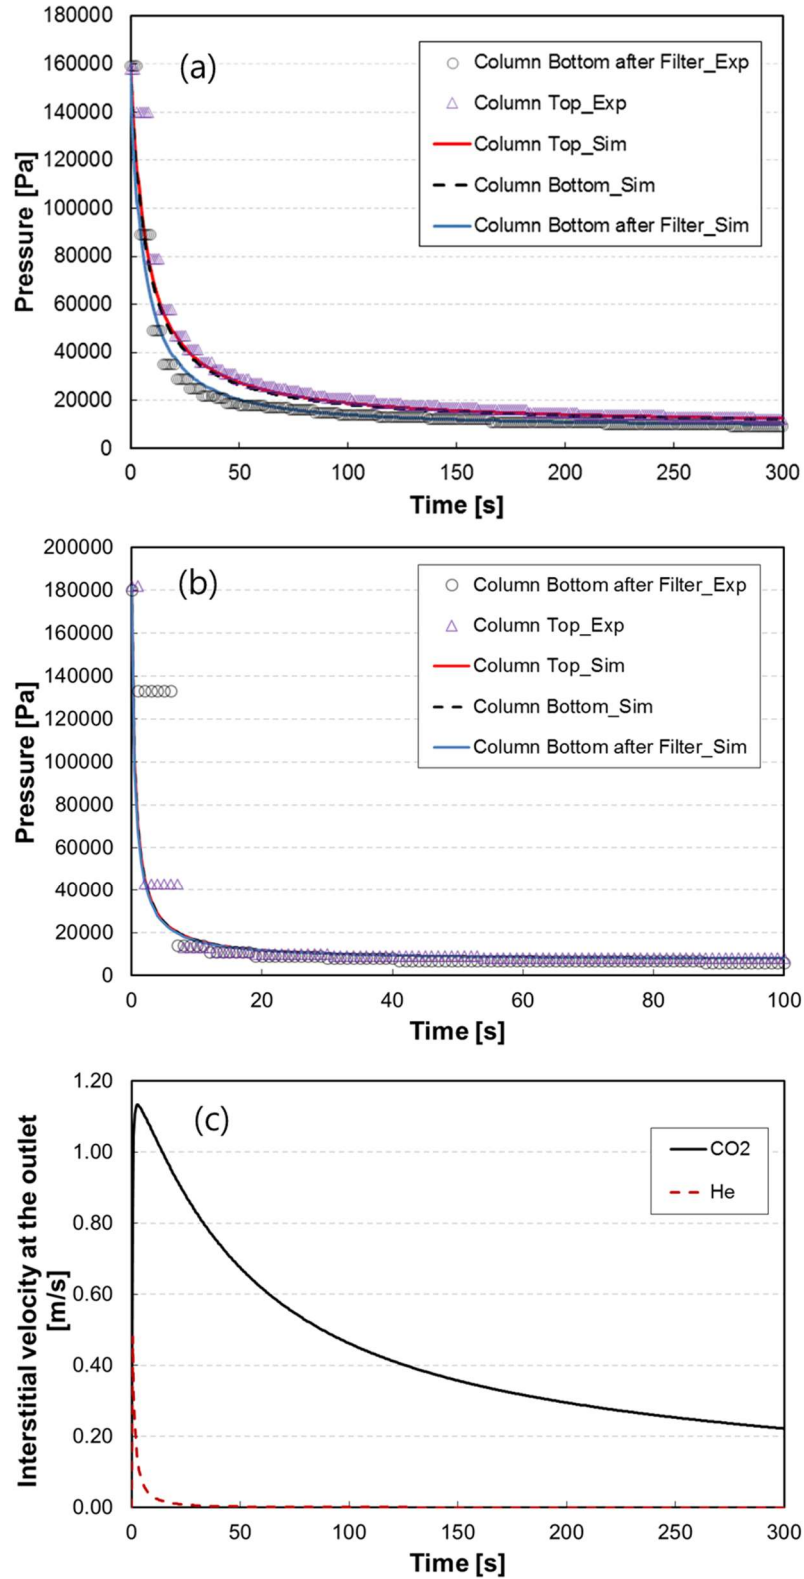 (a)
Column Bottom after Filter_Exp
Column Top_Exp
Column Top_Sim
Column Bottom_Sim
Column Bottom after Filter_Sim
180000
160000
140000
120000
100000
80000
60000
40000
20000
0
Pressure [Pa]
0 50 100 150 200 250 300
Time [s]
(b)
Column Bottom after Filter_Exp
Column Top_Exp
Column Top_Sim
Column Bottom_Sim
Column Bottom after Filter_Sim
200000
180000
160000
140000
120000
100000
80000
60000
40000
20000
0
Pressure [Pa]
0 20 40 60 80 100
Time [s]
(c)
CO2
He
1.20
1.00
0.80
0.60
0.40
0.20
0.00
Interstitial velocity at the outlet
[m/s]
0 50 100 150 200 250 300
Time [s]